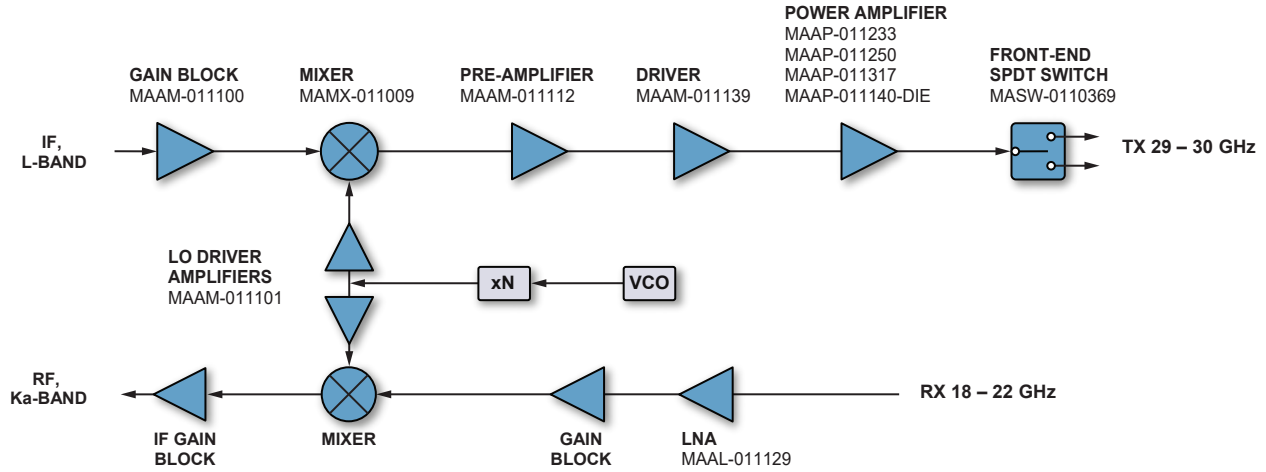 POWER AMPLIFIER
MAAP-011233
MAAP-011250
MAAP-011317
MAAP-011140-DIE
GAIN BLOCK
MAAM-011100
MIXER
MAMX-011009
PRE-AMPLIFIER
MAAM-011112
DRIVER
MAAM-011139
FRONT-END
SPDT SWITCH
MASW-0110369
IF,
L-BAND
TX 29 – 30 GHz
LO DRIVER
AMPLIFIERS
MAAM-011101
xN
VCO
RF,
Ka-BAND
RX 18 – 22 GHz
IF GAIN
BLOCK
MIXER
GAIN
BLOCK
LNA
MAAL-011129